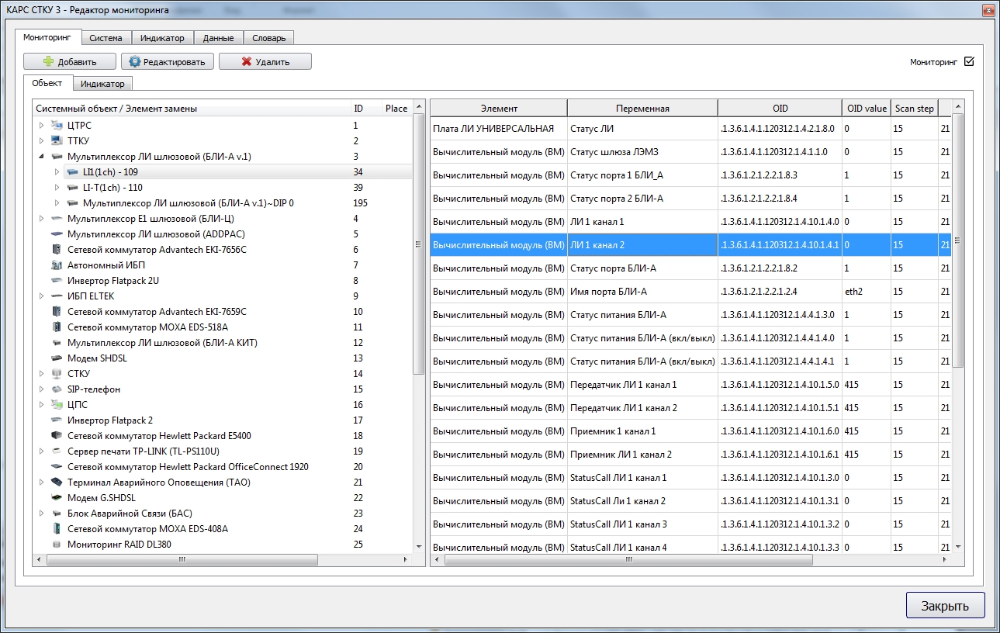 КАРС СТКУ 3 - Редактор мониторинга
Мониторинг Система Индикатор Данные Словарь
Добавить Редактировать Удалить Мониторинг
Объект Индикатор
Системный объект / Элемент замены ID Place
ЦТРС 1
ТТКУ 2
Мультиплексор ЛИ шлюзовой (БЛИ-А v.1) 3
LI1(1ch) - 109 34
LI-T(1ch) - 110 39
Мультиплексор ЛИ шлюзовой (БЛИ-А v.1)~DIP 0 195
Мультиплексор Е1 шлюзовой (БЛИ-Ц) 4
Мультиплексор ЛИ шлюзовой (ADDPAC) 5
Сетевой коммутатор Advantech EKI-7656C 6
Автономный ИБП 7
Инвертор Flatpack 2U 8
ИБП ELTEK 9
Сетевой коммутатор Advantech EKI-7659C 10
Сетевой коммутатор MOXA EDS-518A 11
Мультиплексор ЛИ шлюзовой (БЛИ-А КИТ) 12
Модем SHDSL 13
СТКУ 14
SIP-телефон 15
ЦПС 16
Инвертор Flatpack 2 17
Сетевой коммутатор Hewlett Packard E5400 18
Сервер печати TP-LINK (TL-PS110U) 19
Сетевой коммутатор Hewlett Packard OfficeConnect 1920 20
Терминал Аварийного Оповещения (ТАО) 21
Модем G.SHDSL 22
Блок Аварийной Связи (БАС) 23
Сетевой коммутатор MOXA EDS-408A 24
Мониторинг RAID DL380 25
Элемент Переменная OID OID value Scan step
Плата ЛИ УНИВЕРСАЛЬНАЯ Статус ЛИ .1.3.6.1.4.1.120312.1.4.2.1.8.0 0 15 21
Вычислительный модуль (ВМ) Статус шлюза ЛЭМЗ .1.3.6.1.4.1.120312.1.4.1.1.0 0 15 21
Вычислительный модуль (ВМ) Статус порта 1 БЛИ_А .1.3.6.1.2.1.2.2.1.8.3 1 15 21
Вычислительный модуль (ВМ) Статус порта 2 БЛИ-А .1.3.6.1.2.1.2.2.1.8.4 1 15 21
Вычислительный модуль (ВМ) ЛИ 1 канал 1 .1.3.6.1.4.1.120312.1.4.10.1.4.0 0 15 21
Вычислительный модуль (ВМ) ЛИ 1 канал 2 .1.3.6.1.4.1.120312.1.4.10.1.4.1 0 15 21
Вычислительный модуль (ВМ) Статус порта БЛИ-А .1.3.6.1.2.1.2.2.1.8.2 1 15 21
Вычислительный модуль (ВМ) Имя порта БЛИ-А .1.3.6.1.2.1.2.2.1.2.4 eth2 15 21
Вычислительный модуль (ВМ) Статус питания БЛИ-А .1.3.6.1.4.1.120312.1.4.4.1.3.0 1 15 21
Вычислительный модуль (ВМ) Статус питания БЛИ-А (вкл/выкл) .1.3.6.1.4.1.120312.1.4.4.1.4.0 1 15 21
Вычислительный модуль (ВМ) Статус питания БЛИ-А (вкл/выкл) .1.3.6.1.4.1.120312.1.4.4.1.4.1 1 15 21
Вычислительный модуль (ВМ) Передатчик ЛИ 1 канал 1 .1.3.6.1.4.1.120312.1.4.10.1.5.0 415 15 21
Вычислительный модуль (ВМ) Передатчик ЛИ 1 канал 2 .1.3.6.1.4.1.120312.1.4.10.1.5.1 415 15 21
Вычислительный модуль (ВМ) Приемник 1 канал 1 .1.3.6.1.4.1.120312.1.4.10.1.6.0 415 15 21
Вычислительный модуль (ВМ) Приемник ЛИ 1 канал 2 .1.3.6.1.4.1.120312.1.4.10.1.6.1 415 15 21
Вычислительный модуль (ВМ) StatusCall ЛИ 1 канал 1 .1.3.6.1.4.1.120312.1.4.10.1.3.0 0 15 21
Вычислительный модуль (ВМ) StatusCall Ли 1 канал 2 .1.3.6.1.4.1.120312.1.4.10.1.3.1 0 15 21
Вычислительный модуль (ВМ) StatusCall ЛИ 1 канал 3 .1.3.6.1.4.1.120312.1.4.10.1.3.2 0 15 21
Вычислительный модуль (ВМ) StatusCall ЛИ 1 канал 4 .1.3.6.1.4.1.120312.1.4.10.1.3.3 0 15 21
Закрыть